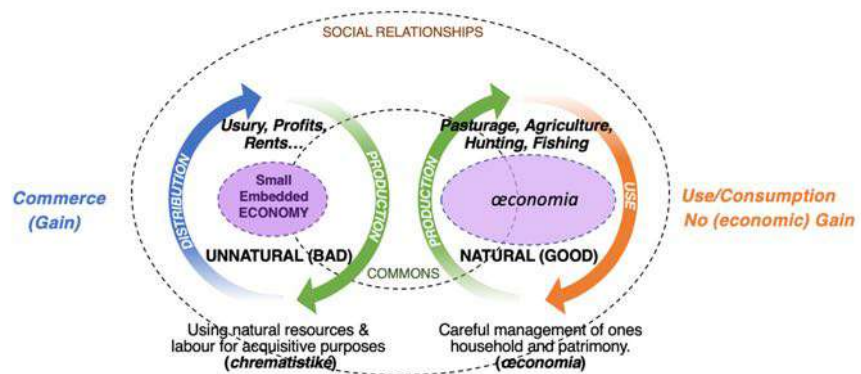 SOCIAL RELATIONSHIPS
Usury, Profits,
Rents...
Pasturage, Agriculture,
Hunting, Fishing
DISTRIBUTION
PRODUCTION
PRODUCTION
USE
Commerce
(Gain)
Small
Embedded
ECONOMY
œconomia
Use/Consumption
No (economic) Gain
UNNATURAL (BAD)
COMMONS
NATURAL (GOOD)
Using natural resources &
labour for acquisitive purposes
(chrematistiké)
Careful management of ones
household and patrimony.
(œconomia)